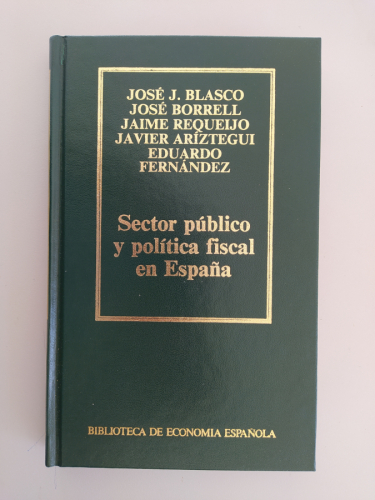 JOSÉ J. BLASCO
JOSÉ BORRELL
JAIME REQUEIJO
JAVIER ARÍZTEGUI
EDUARDO
FERNÁNDEZ
Sector público
y política fiscal
en España
BIBLIOTECA DE ECONOMIA ESPAÑOLA